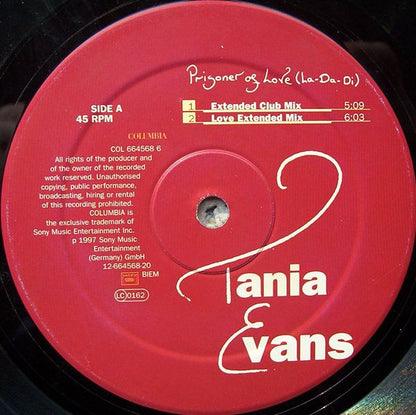 Prisoner of Love (La-Da-Di)
SIDE A
45 RPM
1 Extended Club Mix 5:09
2 Love Extended Mix 6:03
COLUMBIA
COL 664568 6
All rights of the producer and
of the owner of the recorded
work reserved. Unauthorised
copying, public performance,
broadcasting, hiring or rental
of this recording prohibited.
COLUMBIA is
the exclusive trademark of
Sony Music Entertainment Inc.
p 1997 Sony Music
Entertainment
(Germany) GmbH
12-664568-20
BIEM
LC 0162
Tania
Evans